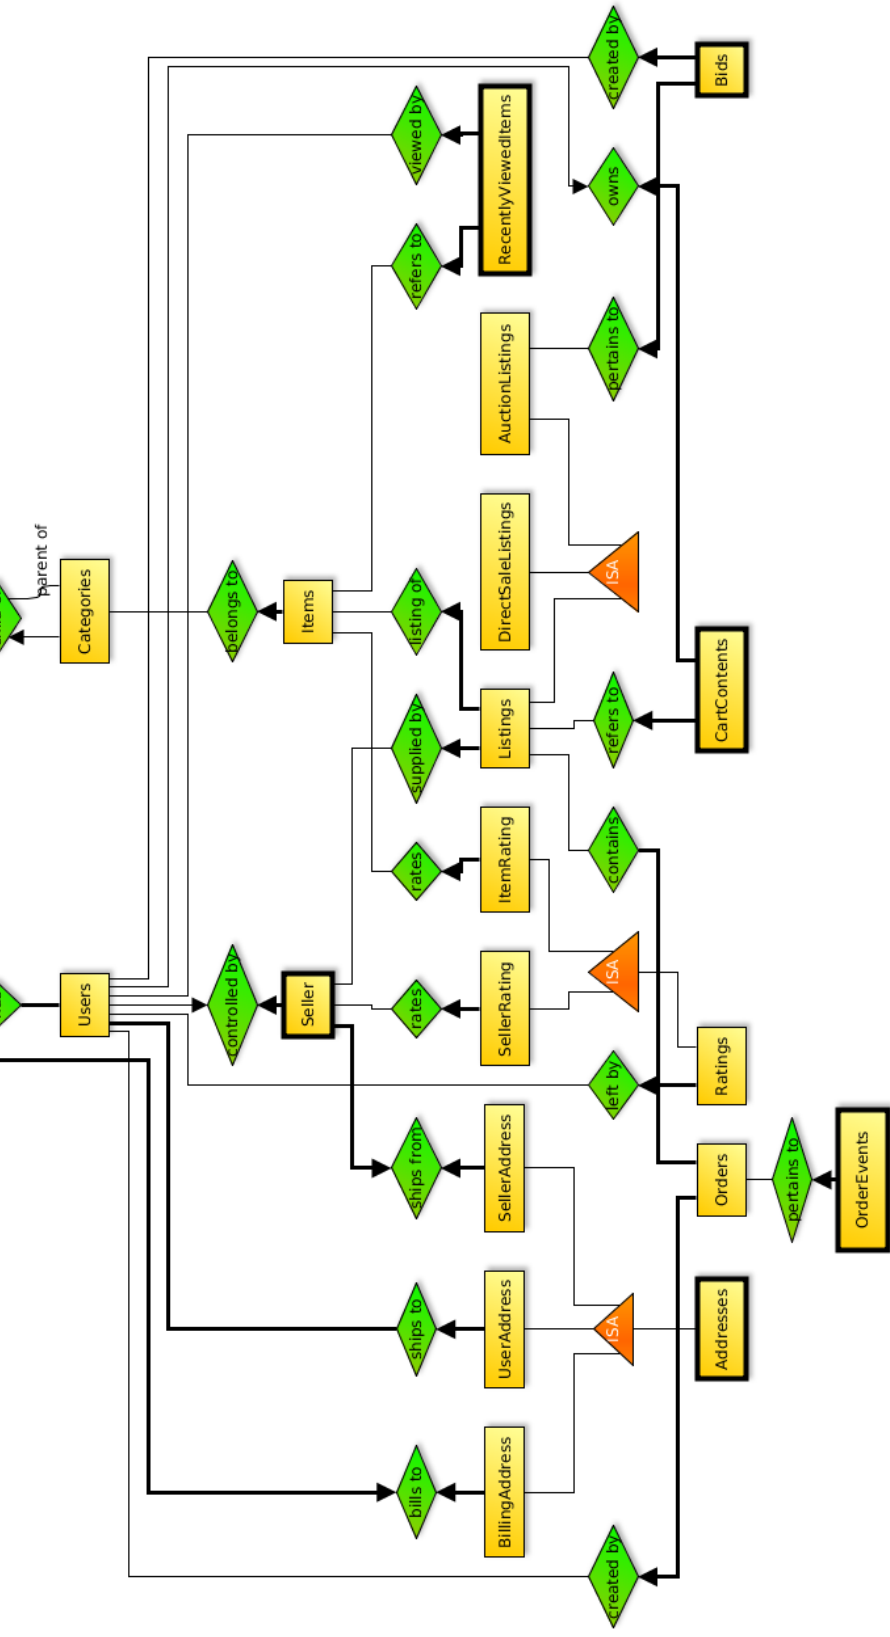 parent of
Categories
Users
belongs to
controlled by
Items
Seller
viewed by
refers to
listing of
supplied by
rates
rates
ships from
ships to
bills to
RecentlyViewedItems
AuctionListings
DirectSaleListings
Listings
ItemRating
SellerRating
SellerAddress
UserAddress
BillingAddress
created by
owns
pertains to
ISA
refers to
contains
ISA
left by
ISA
created by
Bids
CartContents
Ratings
Orders
Addresses
pertains to
OrderEvents